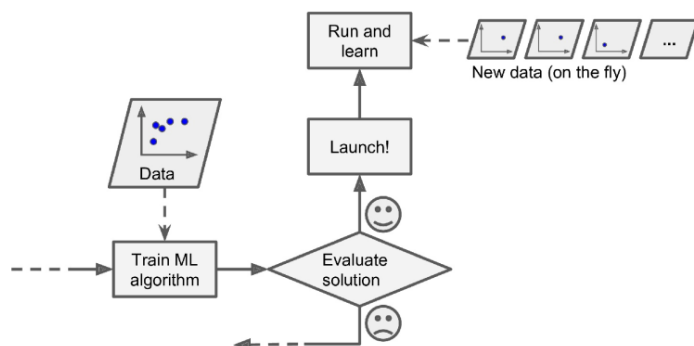 Run and
learn
...
New data (on the fly)
Launch!
Data
Train ML
algorithm
Evaluate
solution